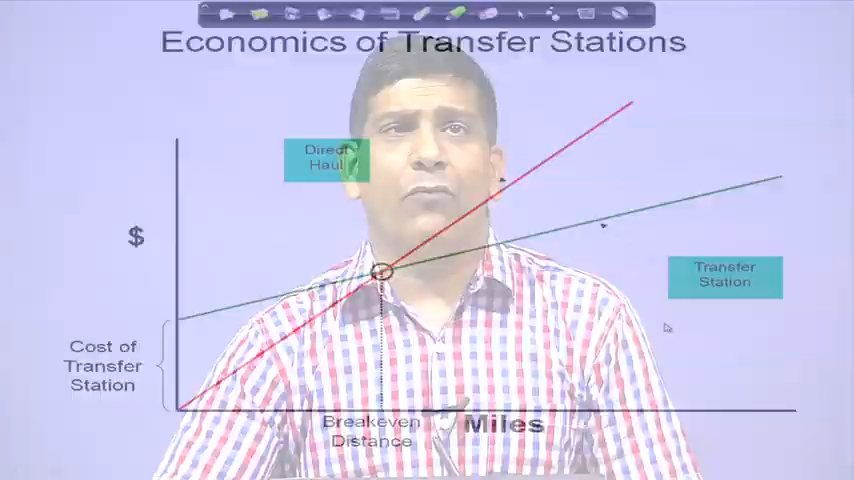 Economics of Transfer Stations
Direct
Haul
$
Transfer
Station
Cost of
Transfer
Station
Breakeven
Distance
Miles